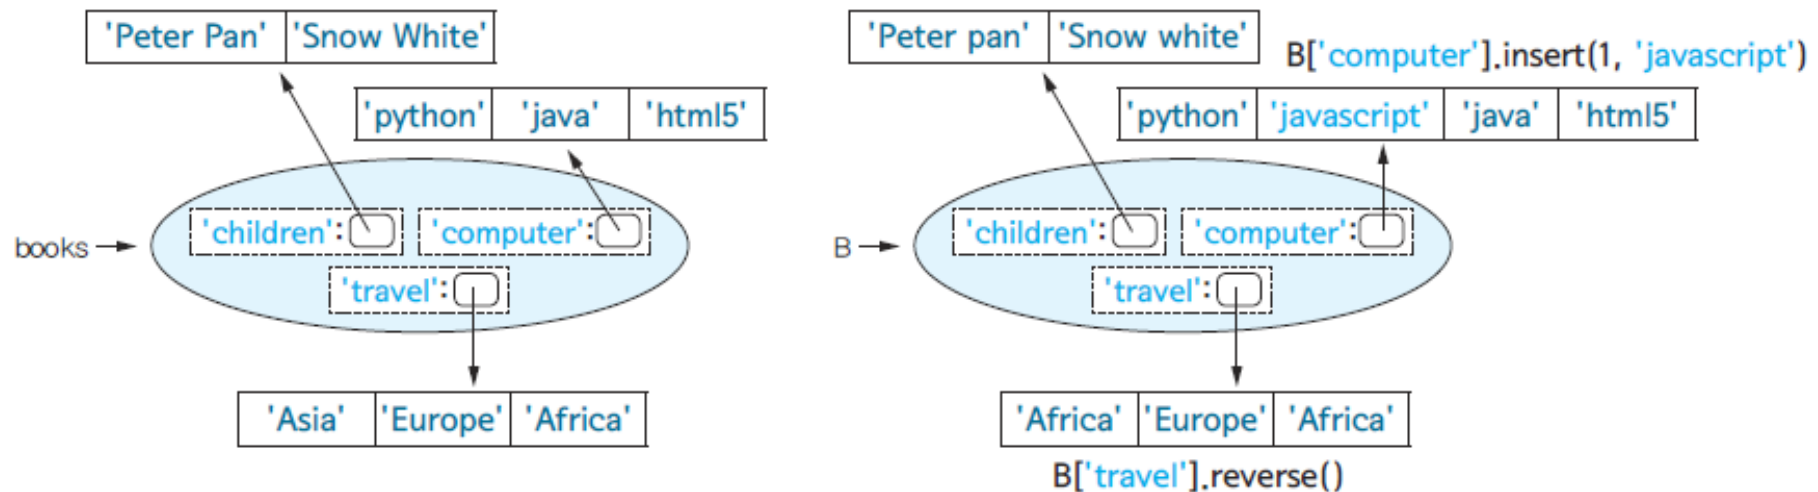 'Peter Pan' 'Snow White'
'python' 'java' 'html5'
books
'children': 'computer':
'travel':
'Asia' 'Europe' 'Africa'
'Peter pan' 'Snow white'
B['computer'].insert(1, 'javascript')
'python' 'javascript' 'java' 'html5'
B
'children': 'computer':
'travel':
'Africa' 'Europe' 'Africa'
B['travel'].reverse()